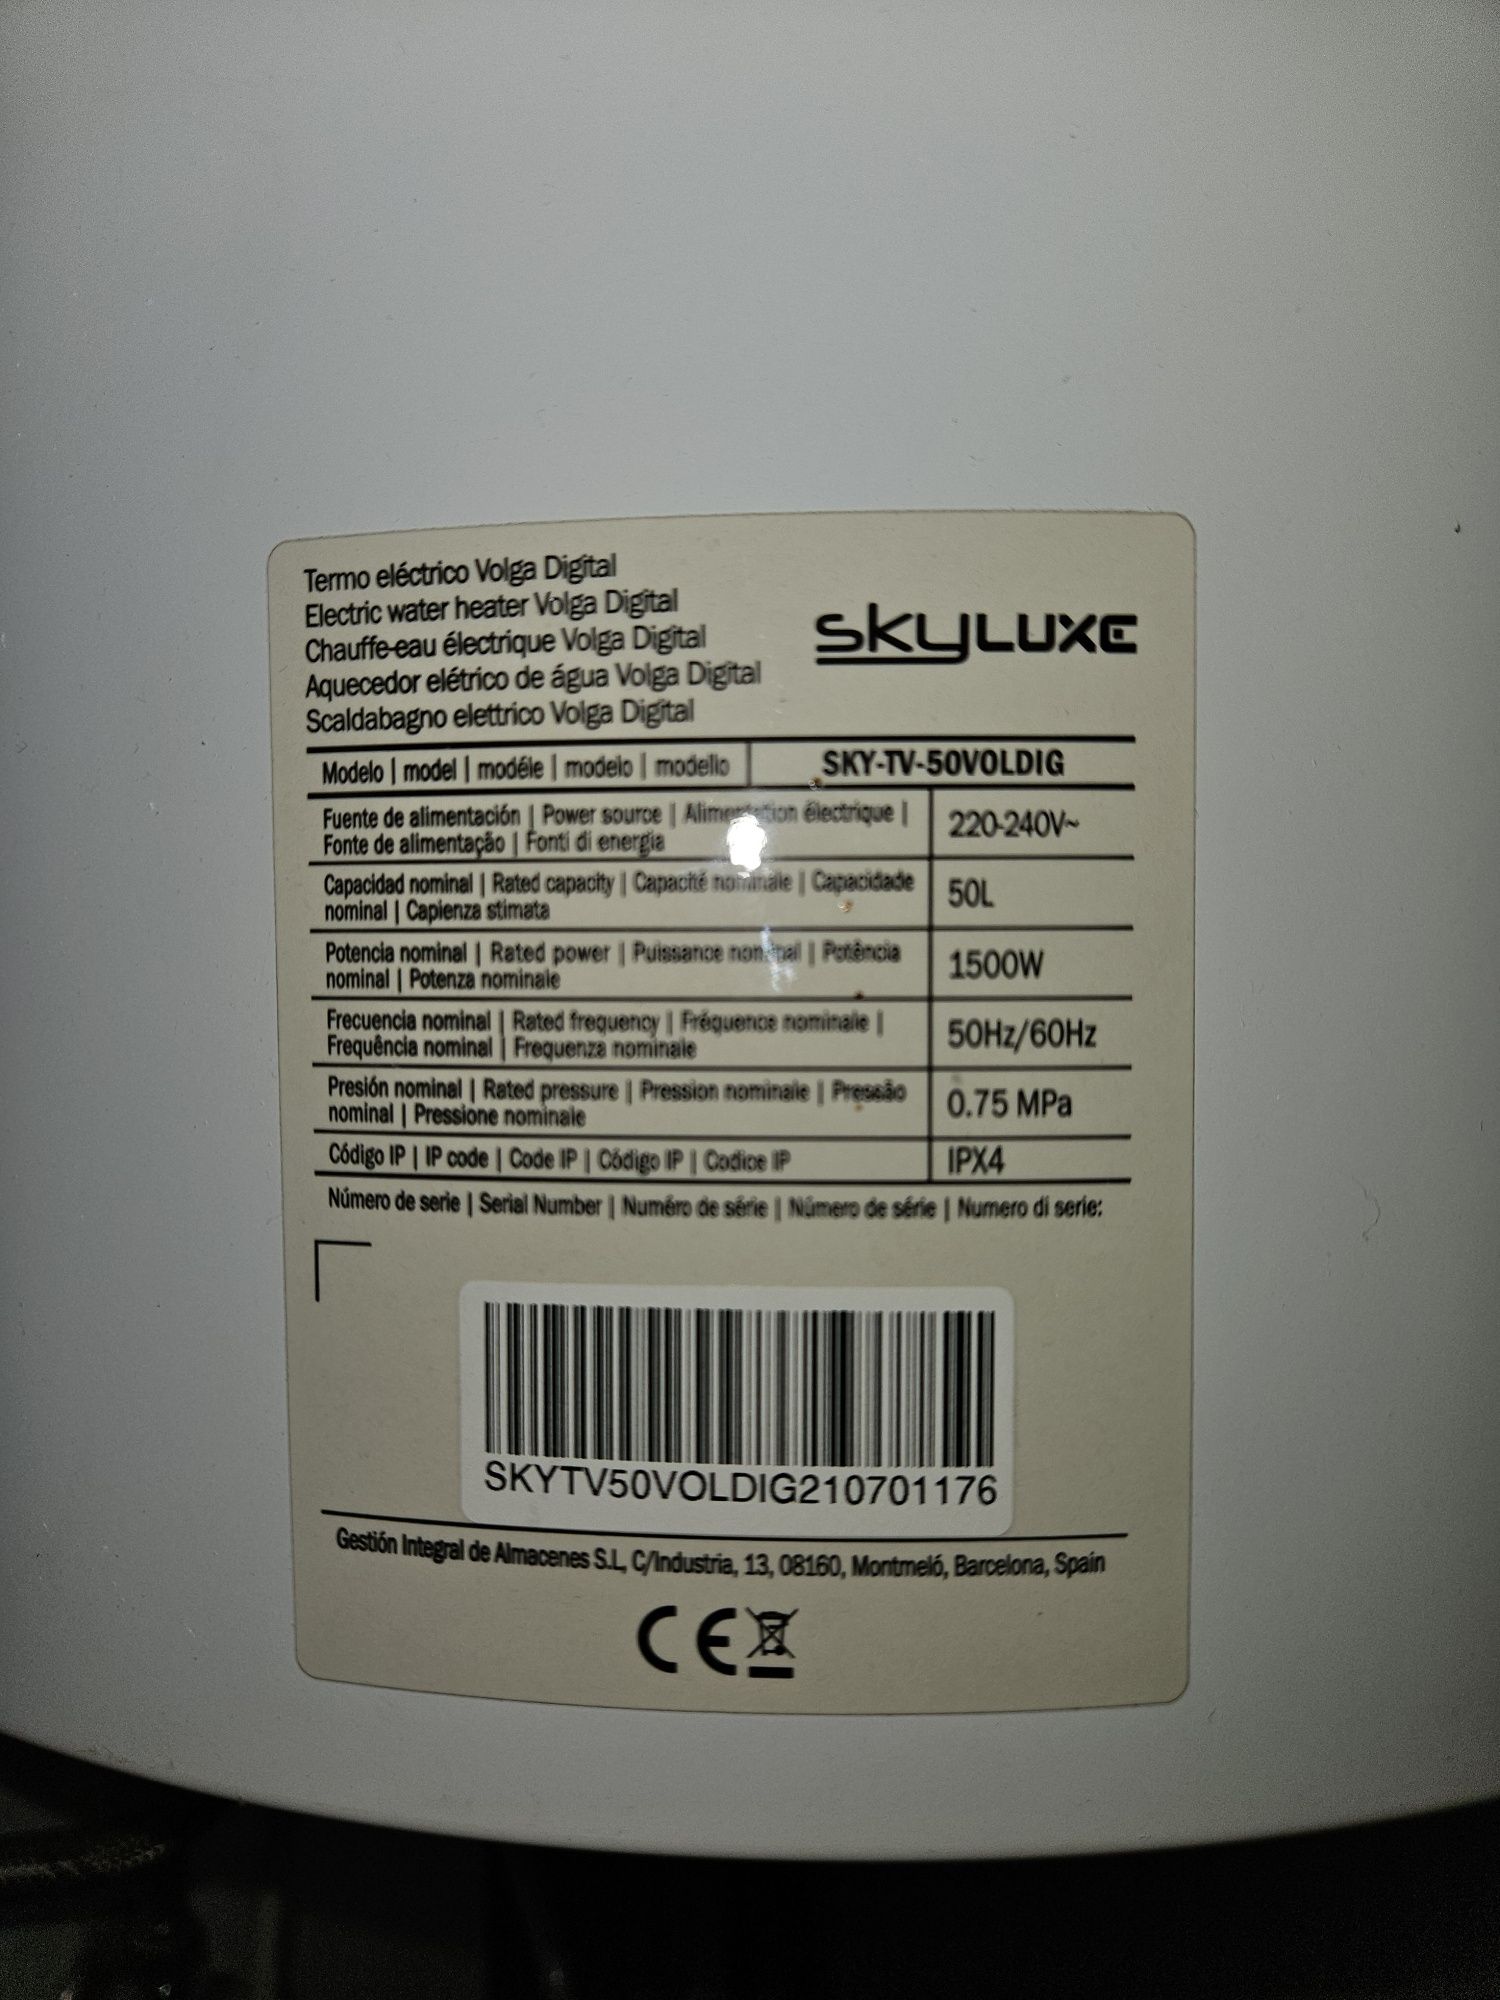 Termo eléctrico Volga Digital
Electric water heater Volga Digital
Chauffe-eau électrique Volga Digital
Aquecedor elétrico de água Volga Digital
Scaldabagno elettrico Volga Digital
SKYLUXE
Modelo | model | modéle | modelo | modello SKY-TV-50VOLDIG
Fuente de alimentación | Power source | Alimentation électrique |
Fonte de alimentação | Fonti di energia
220-240V~
Capacidad nominal | Rated capacity | Capacité nominale | Capacidade
nominal | Capienza stimata
50L
Potencia nominal | Rated power | Puissance nominal | Potência
nominal | Potenza nominale
1500W
Frecuencia nominal | Rated frequency | Fréquence nominale |
Frequência nominal | Frequenza nominale
50Hz/60Hz
Presión nominal | Rated pressure | Pression nominale | Pressão
nominal | Pressione nominale
0.75 MPa
Código IP | IP code | Code IP | Código IP | Codice IP IPX4
Número de serie | Serial Number | Numéro de série | Número de série | Numero di serie:
SKYTV50VOLDIG210701176
Gestión Integral de Almacenes S.L, C/Industria, 13, 08160, Montmeló, Barcelona, Spain
CE